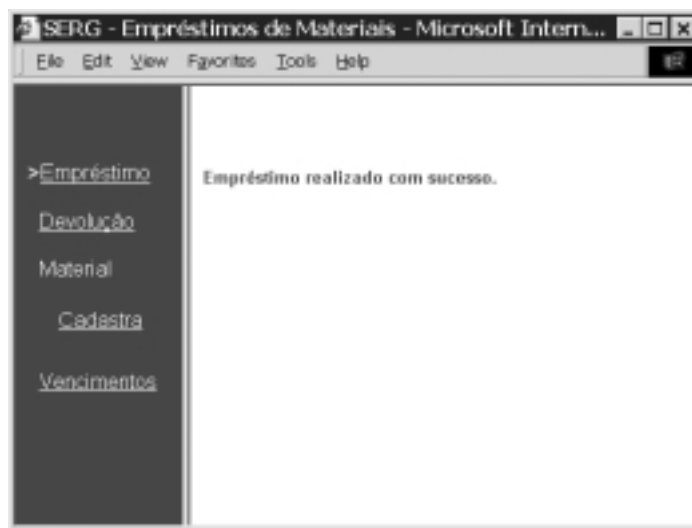 SERG - Empréstimos de Materiais - Microsoft Intern...
File Edit View Favorites Tools Help
>Empréstimo
Empréstimo realizado com sucesso.
Devolução
Material
Cadastra
Vencimentos